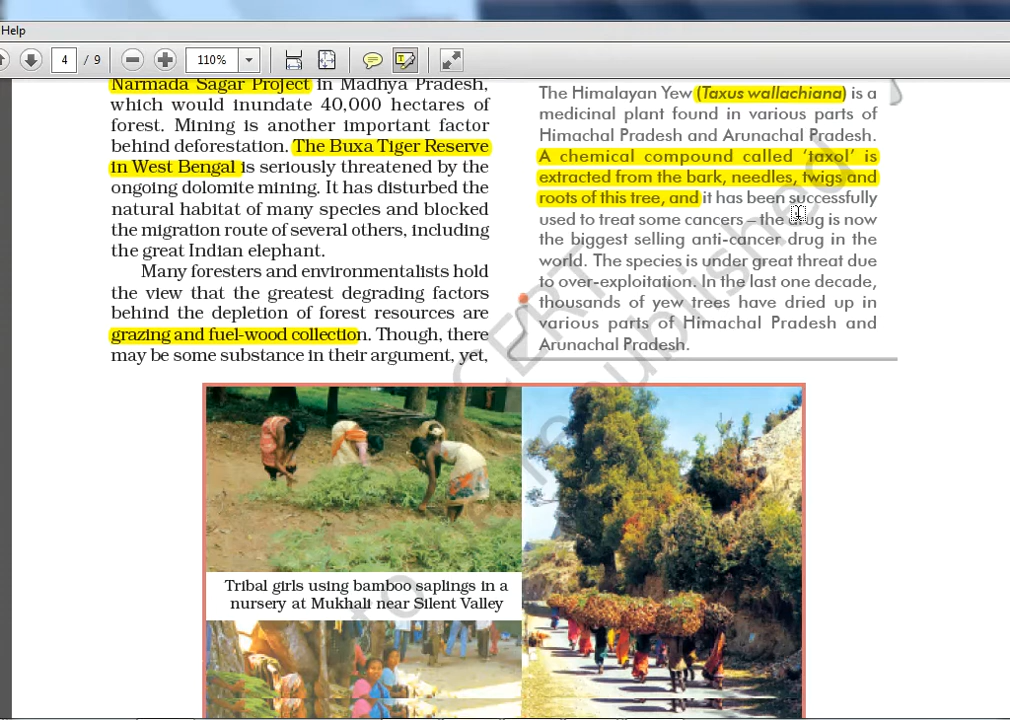 Help
4 / 9
110%
Narmada Sagar Project in Madhya Pradesh,
which would inundate 40,000 hectares of
forest. Mining is another important factor
behind deforestation. The Buxa Tiger Reserve
in West Bengal is seriously threatened by the
ongoing dolomite mining. It has disturbed the
natural habitat of many species and blocked
the migration route of several others, including
the great Indian elephant.
Many foresters and environmentalists hold
the view that the greatest degrading factors
behind the depletion of forest resources are
grazing and fuel-wood collection. Though, there
may be some substance in their argument, yet,
The Himalayan Yew (Taxus wallachiana) is a
medicinal plant found in various parts of
Himachal Pradesh and Arunachal Pradesh.
A chemical compound called ‘taxol’ is
extracted from the bark, needles, twigs and
roots of this tree, and it has been successfully
used to treat some cancers – the drug is now
the biggest selling anti-cancer drug in the
world. The species is under great threat due
to over-exploitation. In the last one decade,
thousands of yew trees have dried up in
various parts of Himachal Pradesh and
Arunachal Pradesh.
Tribal girls using bamboo saplings in a
nursery at Mukhali near Silent Valley